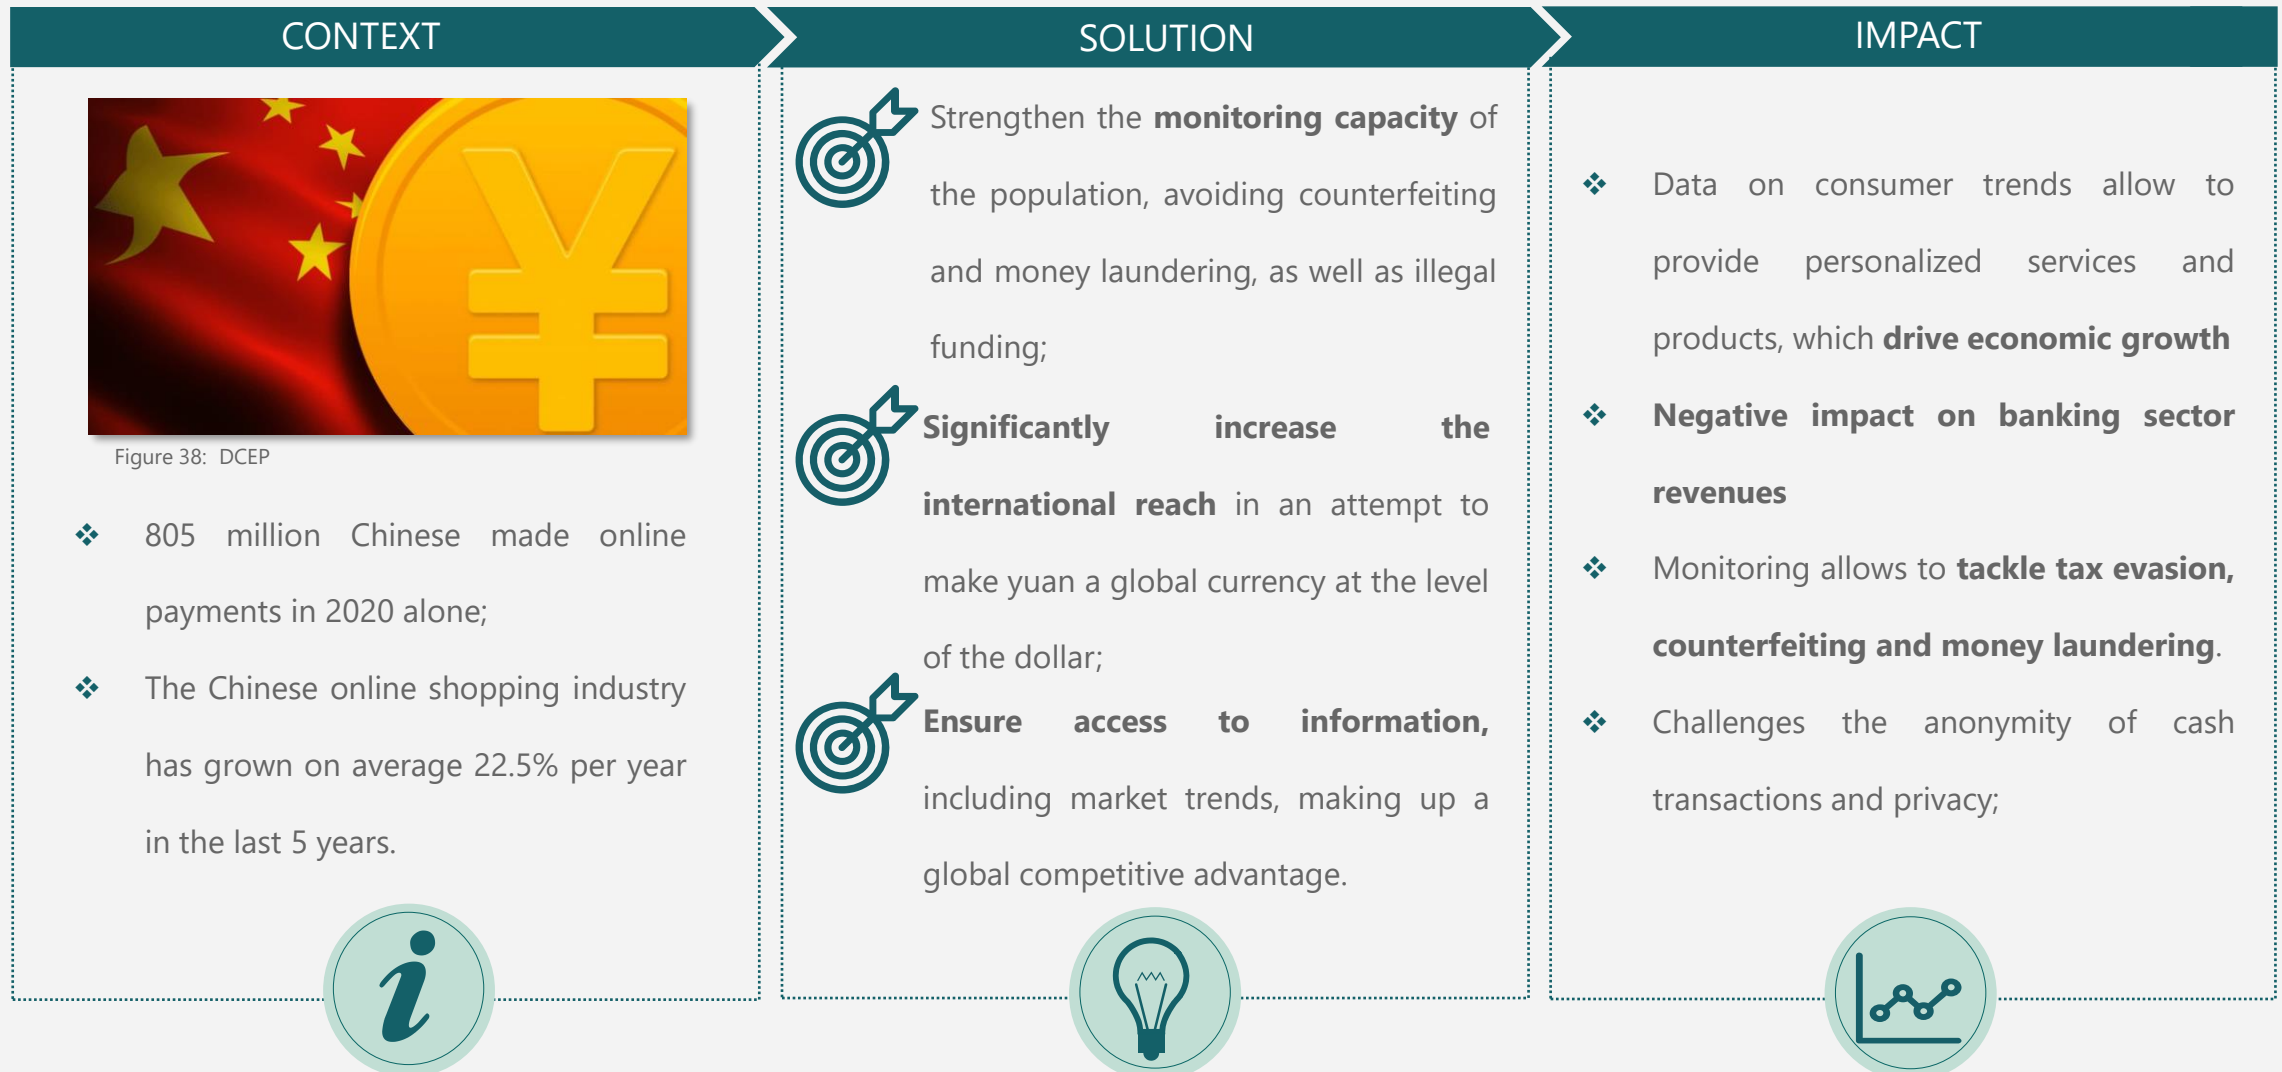 CONTEXT
Figure 38: DCEP
805 million Chinese made online
payments in 2020 alone;
The Chinese online shopping industry
has grown on average 22.5% per year
in the last 5 years.
SOLUTION
Strengthen the monitoring capacity of
the population, avoiding counterfeiting
and money laundering, as well as illegal
funding;
Significantly increase the
international reach in an attempt to
make yuan a global currency at the level
of the dollar;
Ensure access to information,
including market trends, making up a
global competitive advantage.
IMPACT
Data on consumer trends allow to
provide personalized services and
products, which drive economic growth
Negative impact on banking sector
revenues
Monitoring allows to tackle tax evasion,
counterfeiting and money laundering.
Challenges the anonymity of cash
transactions and privacy;